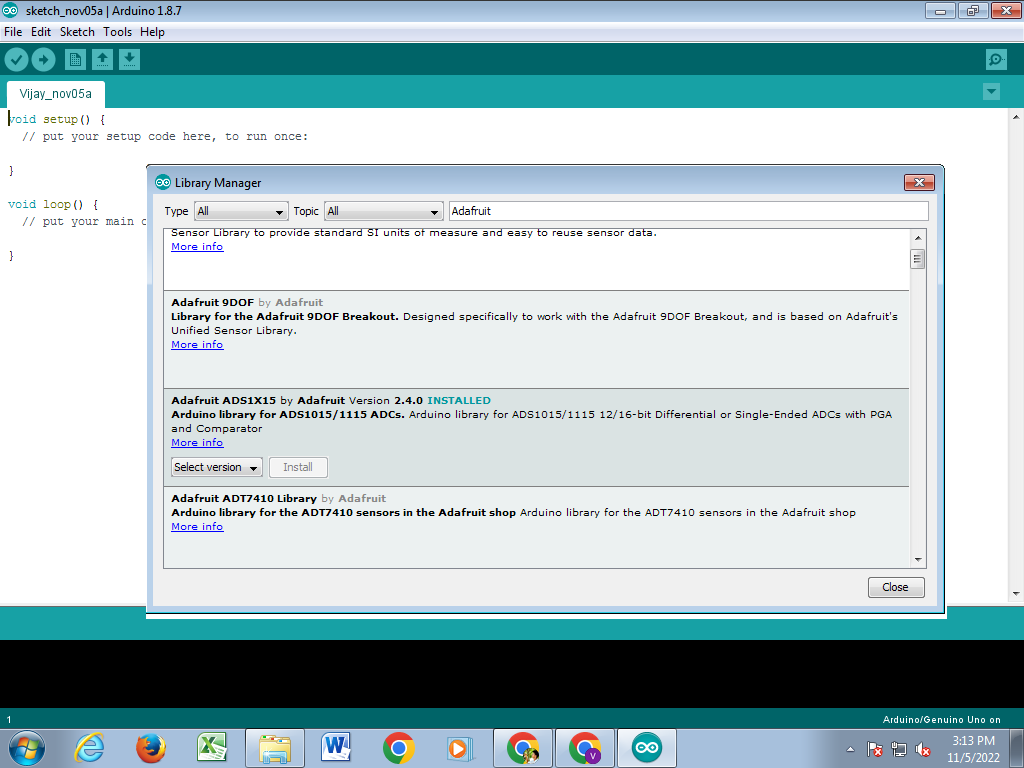 sketch_nov05a | Arduino 1.8.7
File Edit Sketch Tools Help
Vijay_nov05a
void setup() {
// put your setup code here, to run once:
}
void loop() {
// put your main c
}
Library Manager
Type All Topic All Adafruit
Sensor Library to provide standard SI units of measure and easy to reuse sensor data.
More info
Adafruit 9DOF by Adafruit
Library for the Adafruit 9DOF Breakout. Designed specifically to work with the Adafruit 9DOF Breakout, and is based on Adafruit's
Unified Sensor Library.
More info
Adafruit ADS1X15 by Adafruit Version 2.4.0 INSTALLED
Arduino library for ADS1015/1115 ADCs. Arduino library for ADS1015/1115 12/16-bit Differential or Single-Ended ADCs with PGA
and Comparator
More info
Select version Install
Adafruit ADT7410 Library by Adafruit
Arduino library for the ADT7410 sensors in the Adafruit shop Arduino library for the ADT7410 sensors in the Adafruit shop
More info
Close
1 Arduino/Genuino Uno on
3:13 PM
11/5/2022